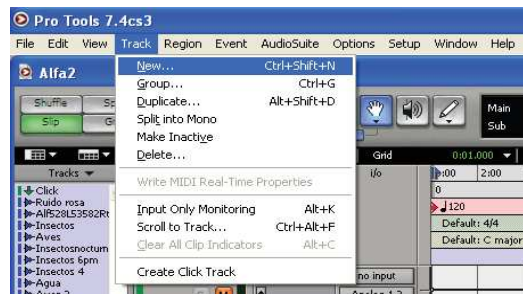 Pro Tools 7.4cs3
File Edit View Track Region Event AudioSuite Options Setup Window Help
Alfa2
New... Ctrl+Shift+N
Group... Ctrl+G
Duplicate... Alt+Shift+D
Split into Mono
Make Inactive
Delete...
Write MIDI Real-Time Properties
Input Only Monitoring Alt+K
Scroll to Track... Ctrl+Alt+F
Clear All Clip Indicators Alt+C
Create Click Track
Shuffle Sp
Slip G
Main
Sub
Grid 0:01.000
Tracks
i/o
:00 2:00
0
120
Default: 4/4
Default: C major
Click
Ruido rosa
Insectos
Aves
Insectosnocturn
Insectos 6pm
Insectos 4
Agua
no input